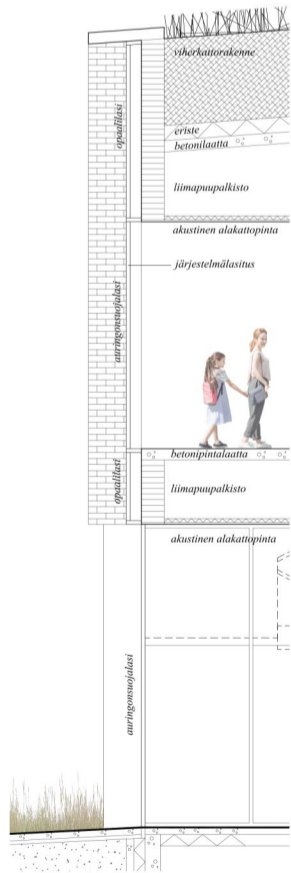 viherkattorakenne
opaalilasi
eriste
betonilaatta
liimapuupalkisto
akustinen alakattopinta
järjestelmälasitus
auringonsuojalasi
betonipintalaatta
opaalilasi
liimapuupalkisto
akustinen alakattopinta
auringonsuojalasi